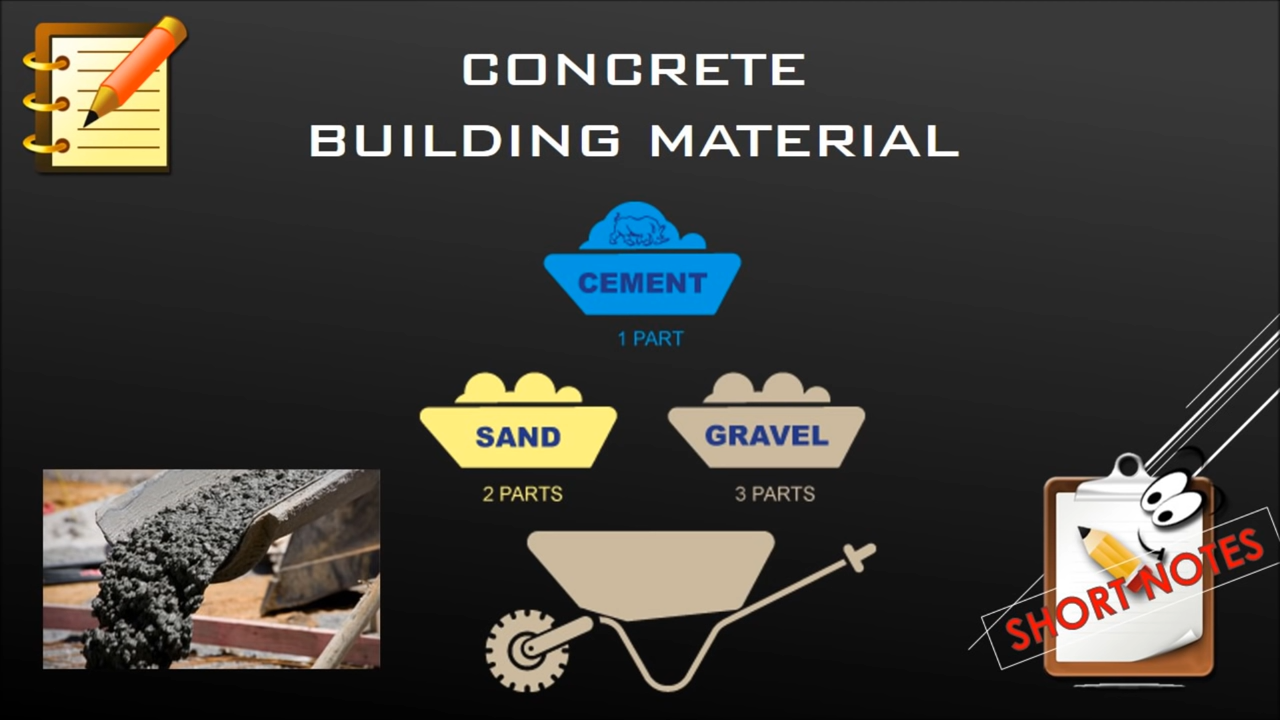 CONCRETE
BUILDING MATERIAL
CEMENT
1 PART
SAND
GRAVEL
2 PARTS
3 PARTS
SHORT NOTES